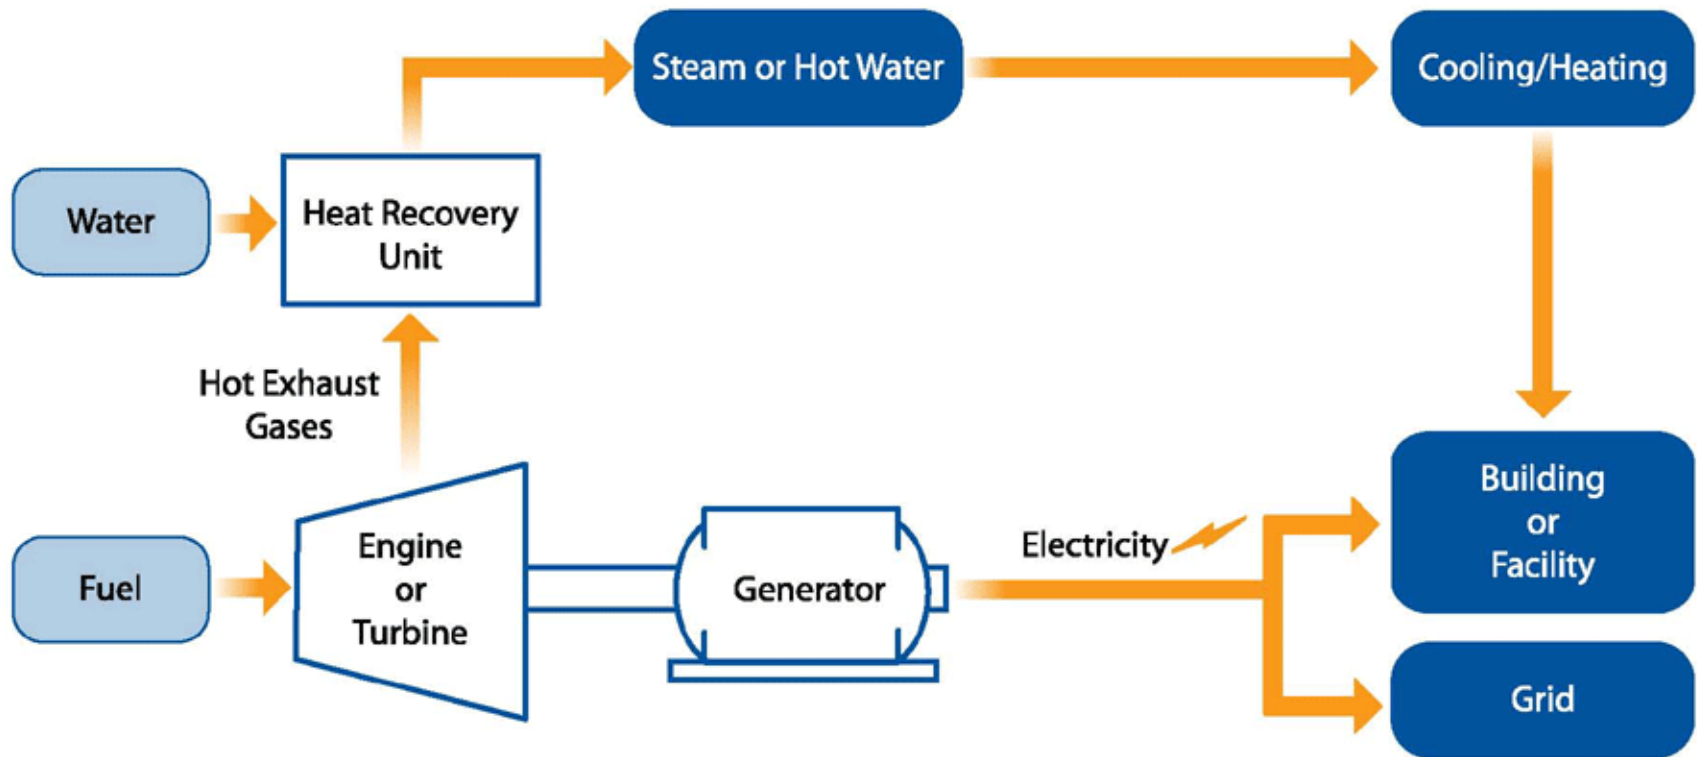 Steam or Hot Water
Cooling/Heating
Water
Heat Recovery
Unit
Hot Exhaust
Gases
Fuel
Engine
or
Turbine
Generator
Electricity
Building
or
Facility
Grid